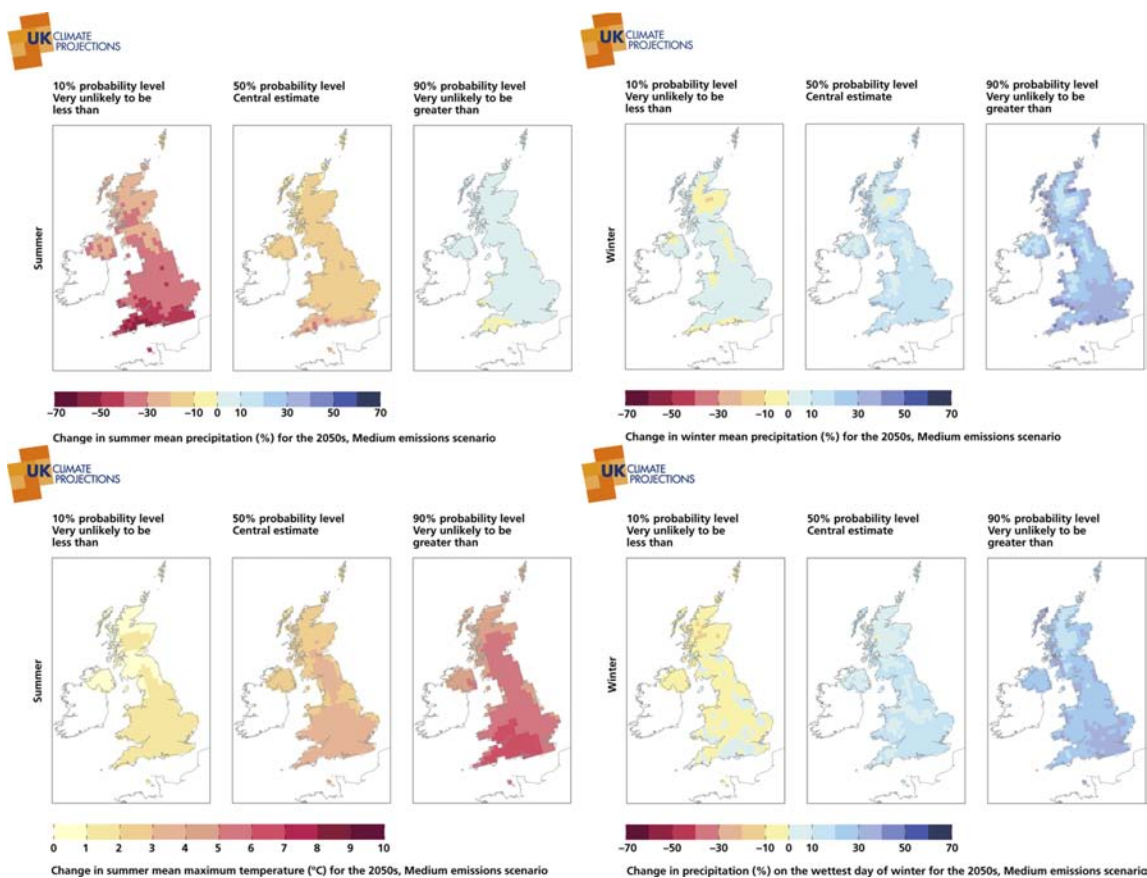 UK CLIMATE
PROJECTIONS
10% probability level
Very unlikely to be
less than
50% probability level
Central estimate
90% probability level
Very unlikely to be
greater than
Summer
–70 –50 –30 –10 0 10 30 50 70
Change in summer mean precipitation (%) for the 2050s, Medium emissions scenario
UK CLIMATE
PROJECTIONS
10% probability level
Very unlikely to be
less than
50% probability level
Central estimate
90% probability level
Very unlikely to be
greater than
Winter
–70 –50 –30 –10 0 10 30 50 70
Change in winter mean precipitation (%) for the 2050s, Medium emissions scenario
UK CLIMATE
PROJECTIONS
10% probability level
Very unlikely to be
less than
50% probability level
Central estimate
90% probability level
Very unlikely to be
greater than
Summer
0 1 2 3 4 5 6 7 8 9 10
Change in summer mean maximum temperature (°C) for the 2050s, Medium emissions scenario
UK CLIMATE
PROJECTIONS
10% probability level
Very unlikely to be
less than
50% probability level
Central estimate
90% probability level
Very unlikely to be
greater than
Winter
–70 –50 –30 –10 0 10 30 50 70
Change in precipitation (%) on the wettest day of winter for the 2050s, Medium emissions scenario